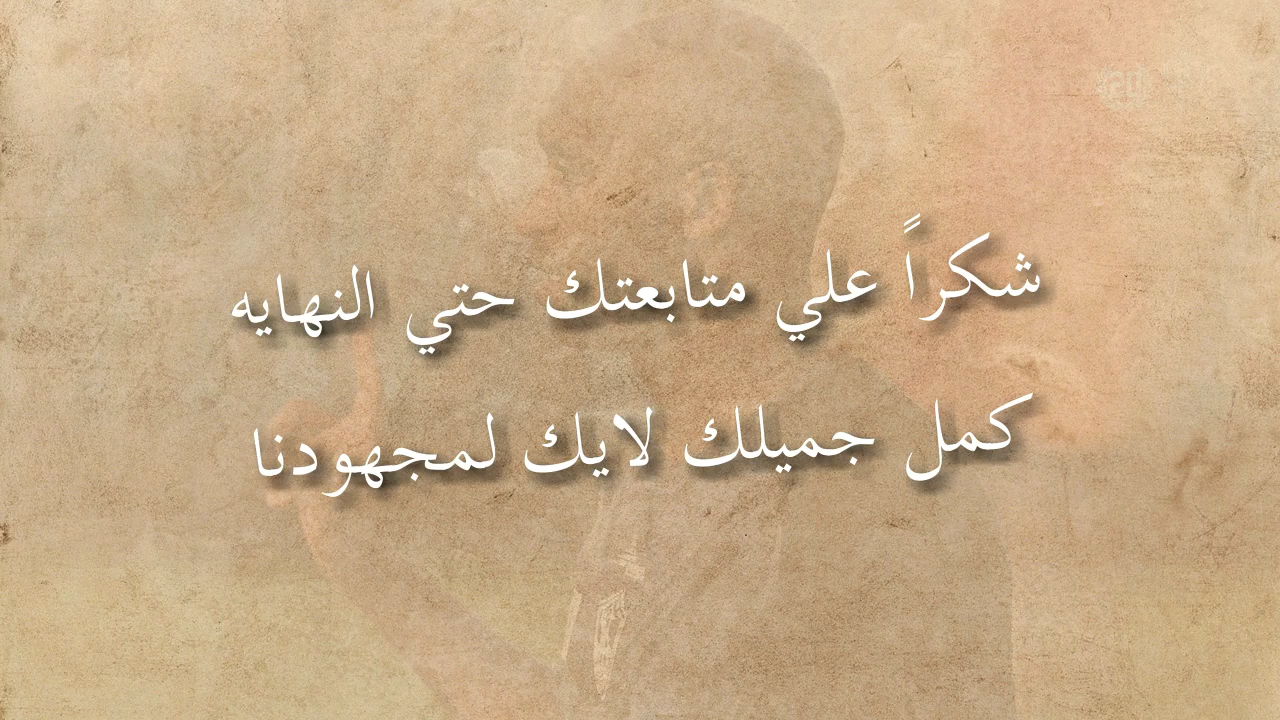 شكراً علي متابعتك حتي النهايه
كمل جميلك لايك لمجهودنا